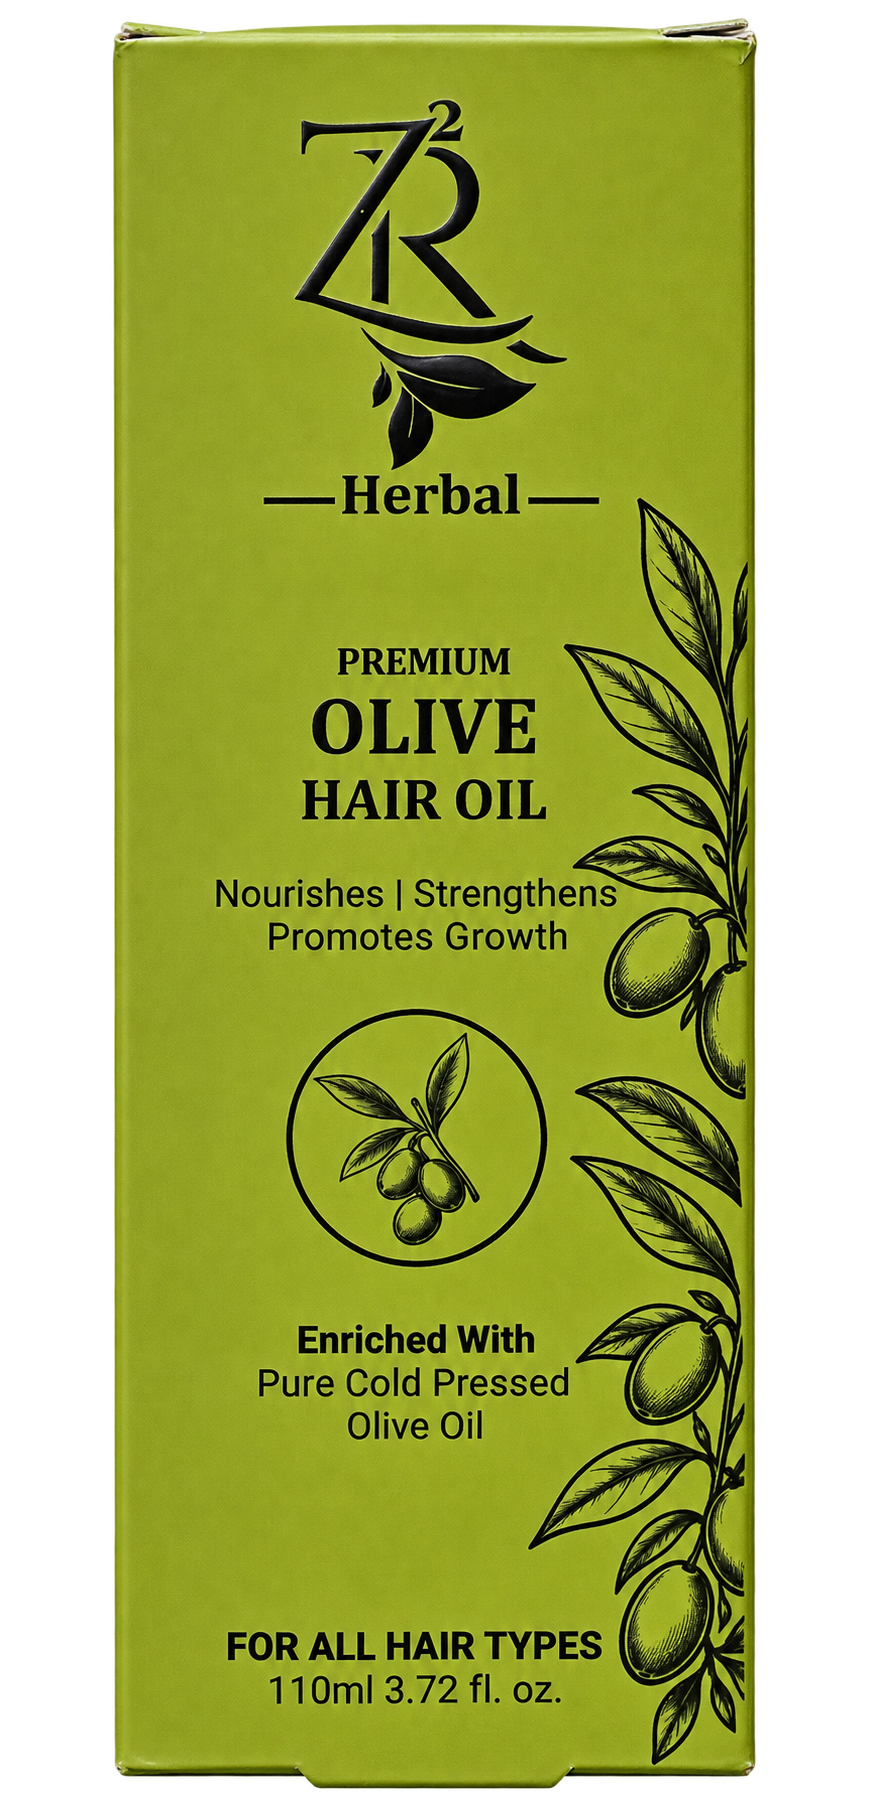 ZR²
Herbal
PREMIUM
OLIVE
HAIR OIL
Nourishes | Strengthens
Promotes Growth
Enriched With
Pure Cold Pressed
Olive Oil
FOR ALL HAIR TYPES
110ml 3.72 fl. oz.